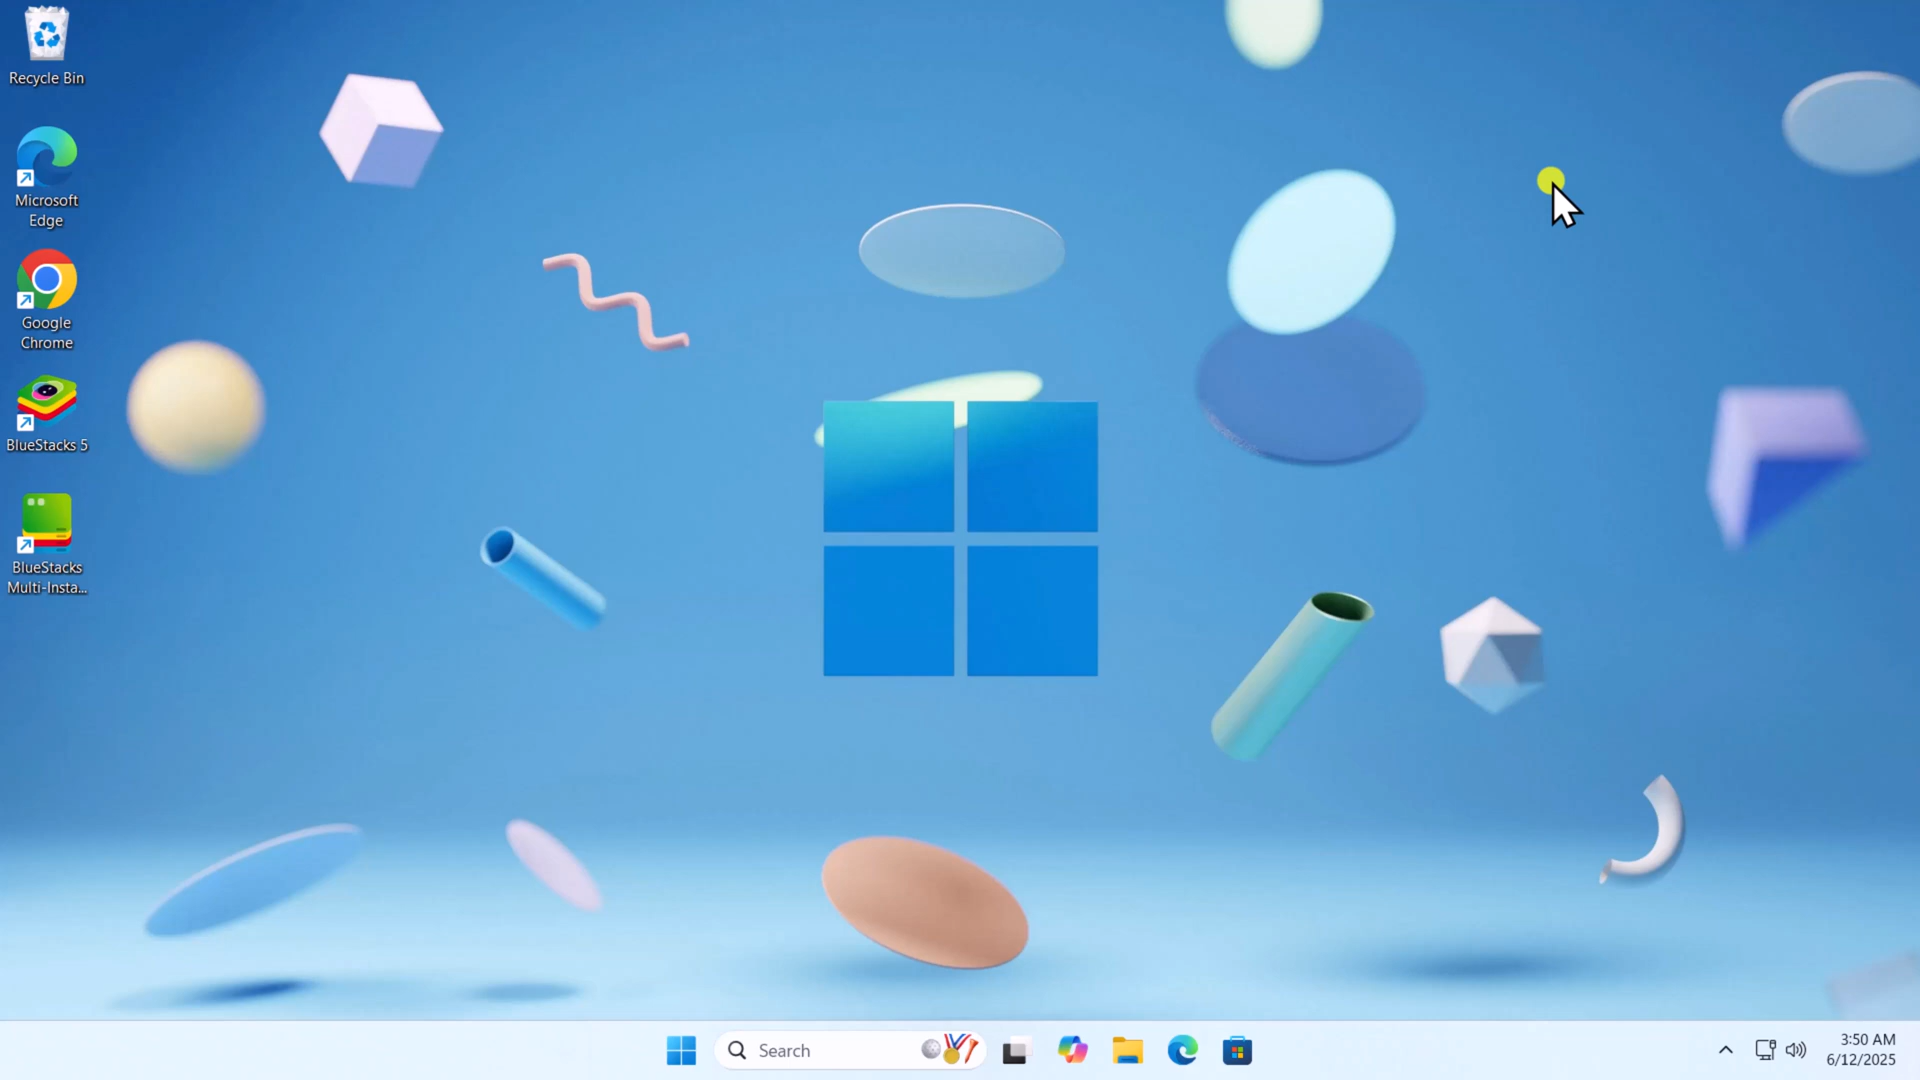 Recycle Bin
Microsoft
Edge
Google
Chrome
BlueStacks 5
BlueStacks
Multi-Insta...
Search
3:50 AM
6/12/2025